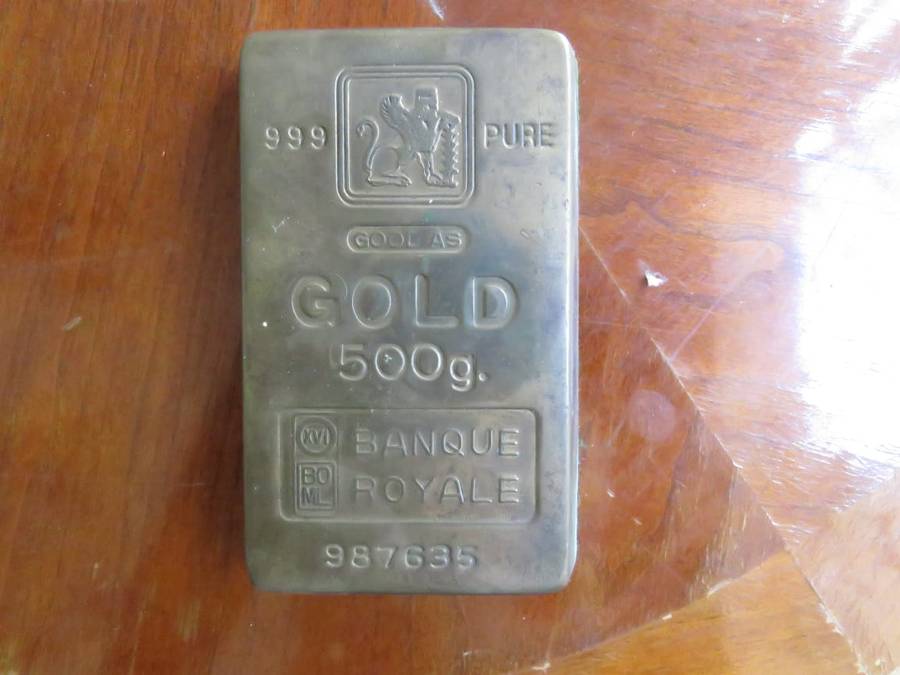 999 PURE
GOOD AS
GOLD
500g.
XVI BANQUE
BO
ML ROYALE
987635